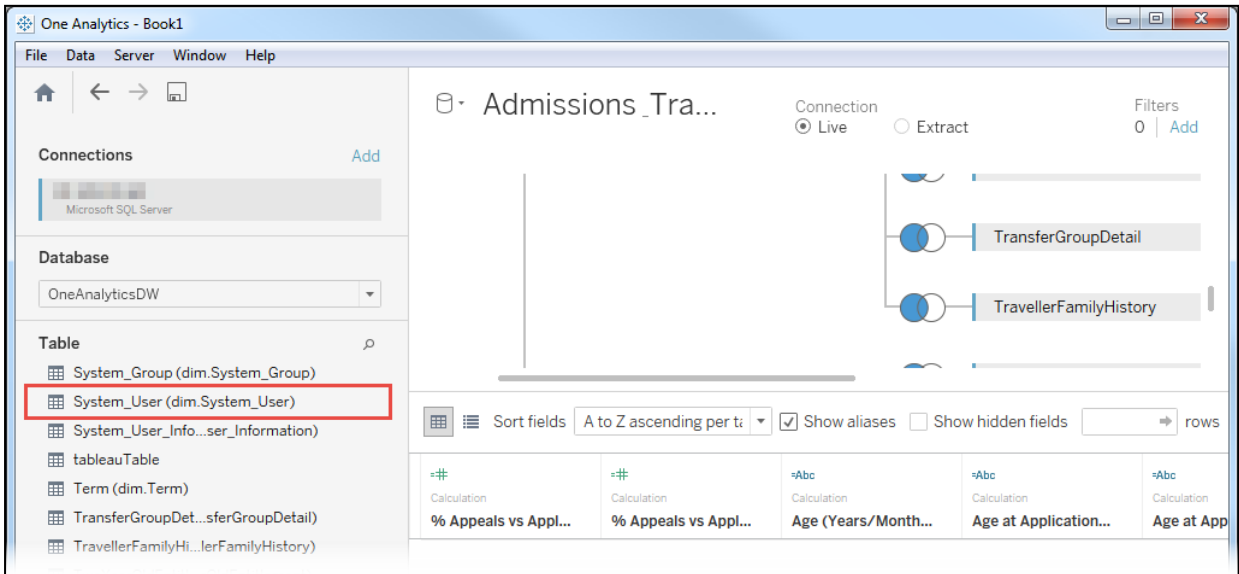 One Analytics - Book1
File Data Server Window Help
Admissions_Tra...
Connection
Live Extract
Filters
0 Add
Connections Add
Microsoft SQL Server
Database
OneAnalyticsDW
Table
System_Group (dim.System_Group)
System_User (dim.System_User)
System_User_Info...ser_Information)
tableauTable
Term (dim.Term)
TransferGroupDet...sferGroupDetail)
TravellerFamilyHi...lerFamilyHistory)
TransferGroupDetail
TravellerFamilyHistory
Sort fields A to Z ascending per ta Show aliases Show hidden fields rows
=# =# =Abc =Abc =Abc
Calculation Calculation Calculation Calculation Calculation
% Appeals vs Appl... % Appeals vs Appl... Age (Years/Month... Age at Application... Age at App